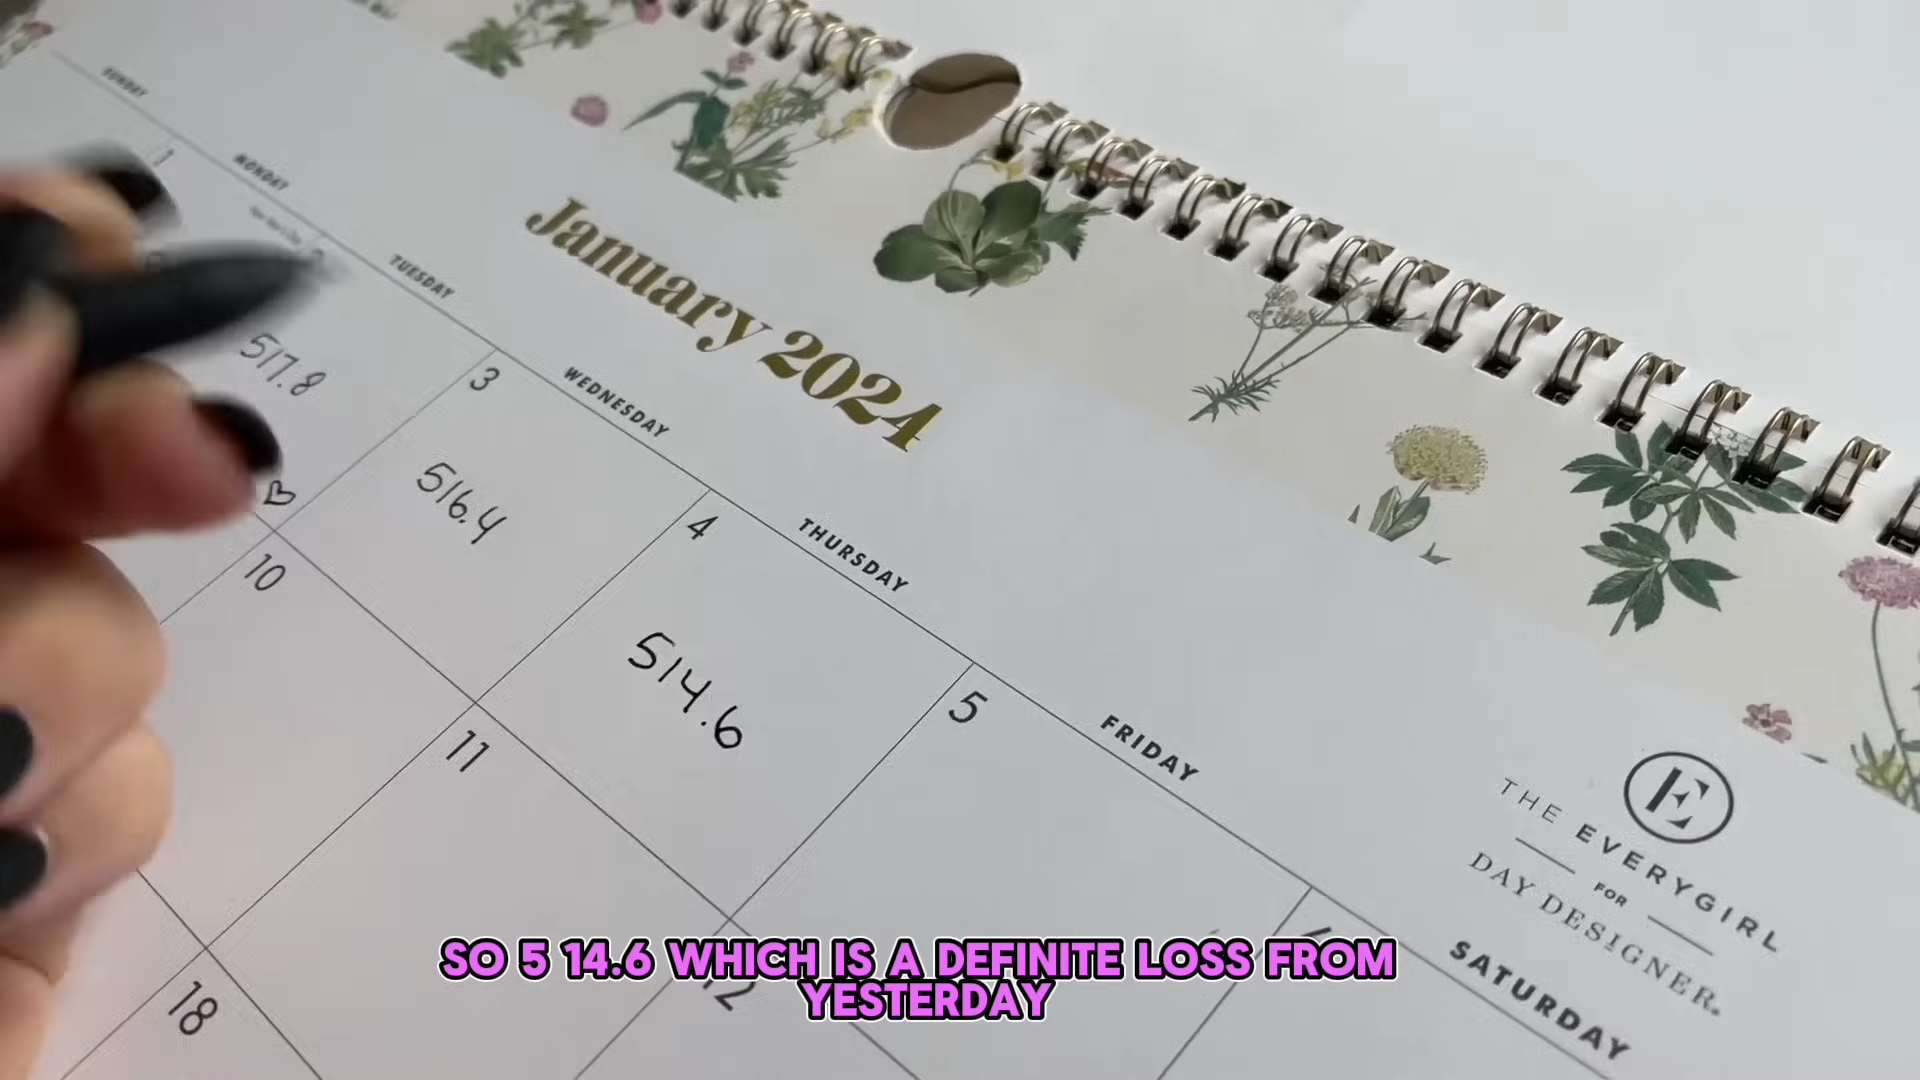 January 2024
SUNDAY
MONDAY
TUESDAY
WEDNESDAY
THURSDAY
FRIDAY
SATURDAY
1
517.8
3
516.4
4
514.6
5
10
11
12
18
THE EVERYGIRL
FOR
DAY DESIGNER.
SO 5 14.6 WHICH IS A DEFINITE LOSS FROM
YESTERDAY